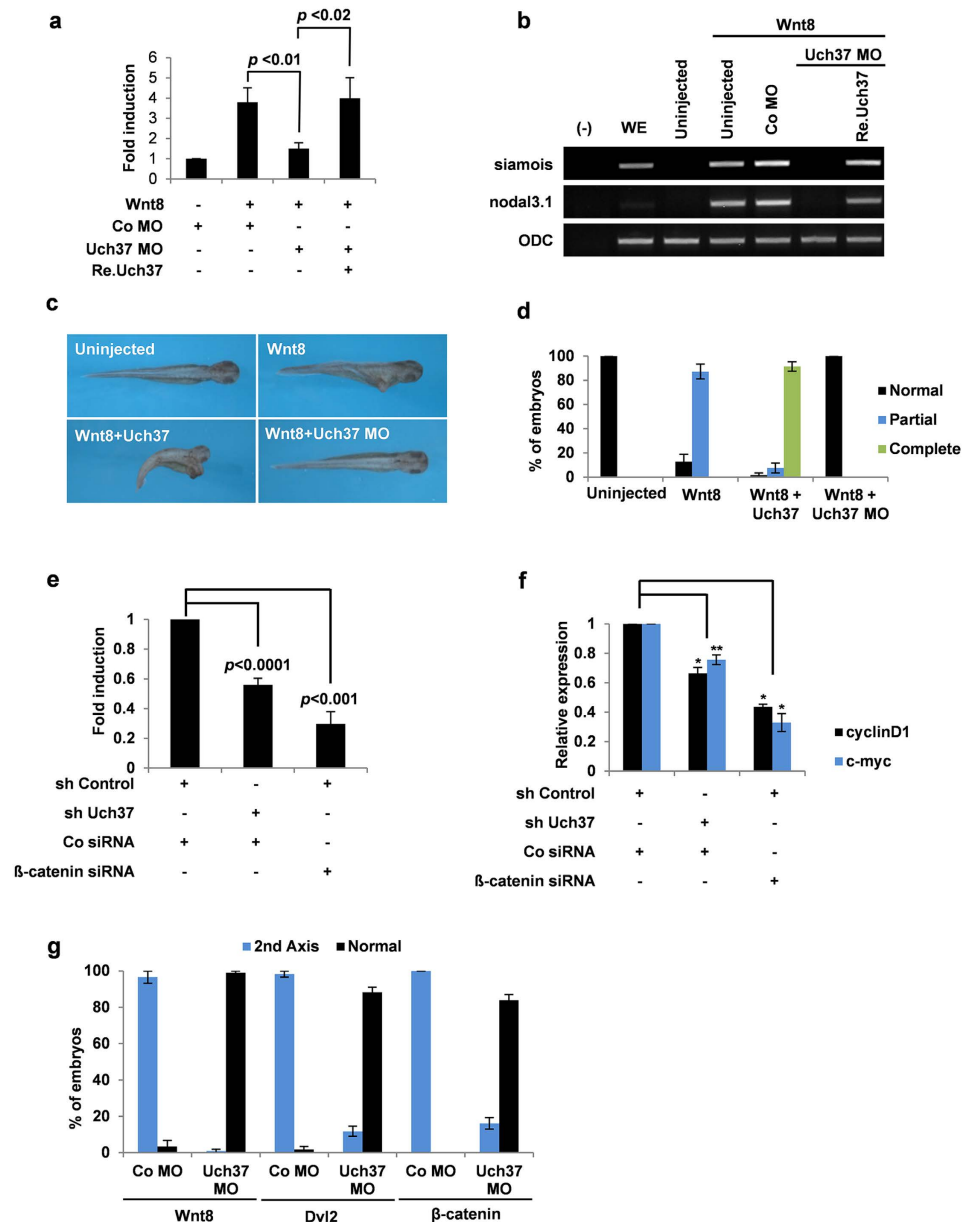 a
p <0.02
p <0.01
Fold induction
6
5
4
3
2
1
0
Wnt8 - + + +
Co MO + + - -
Uch37 MO - - + +
Re.Uch37 - - - +
b
Wnt8
Uch37 MO
(-) WE Uninjected Uninjected Co MO Re.Uch37
siamois
nodal3.1
ODC
c
Uninjected
Wnt8
Wnt8+Uch37
Wnt8+Uch37 MO
d
% of embryos
100
80
60
40
20
0
Normal
Partial
Complete
Uninjected Wnt8 Wnt8 + Wnt8 +
Uch37 Uch37 MO
e
Fold induction
1
0.8
0.6
0.4
0.2
0
p<0.0001
p<0.001
sh Control + - +
sh Uch37 - + -
Co siRNA + + -
ß-catenin siRNA - - +
f
Relative expression
1
0.8
0.6
0.4
0.2
0
* ** * *
cyclinD1
c-myc
sh Control + - +
sh Uch37 - + -
Co siRNA + + -
ß-catenin siRNA - - +
g
2nd Axis Normal
% of embryos
100
80
60
40
20
0
Co MO Uch37 Co MO Uch37 Co MO Uch37
MO MO MO
Wnt8 Dvl2 β-catenin